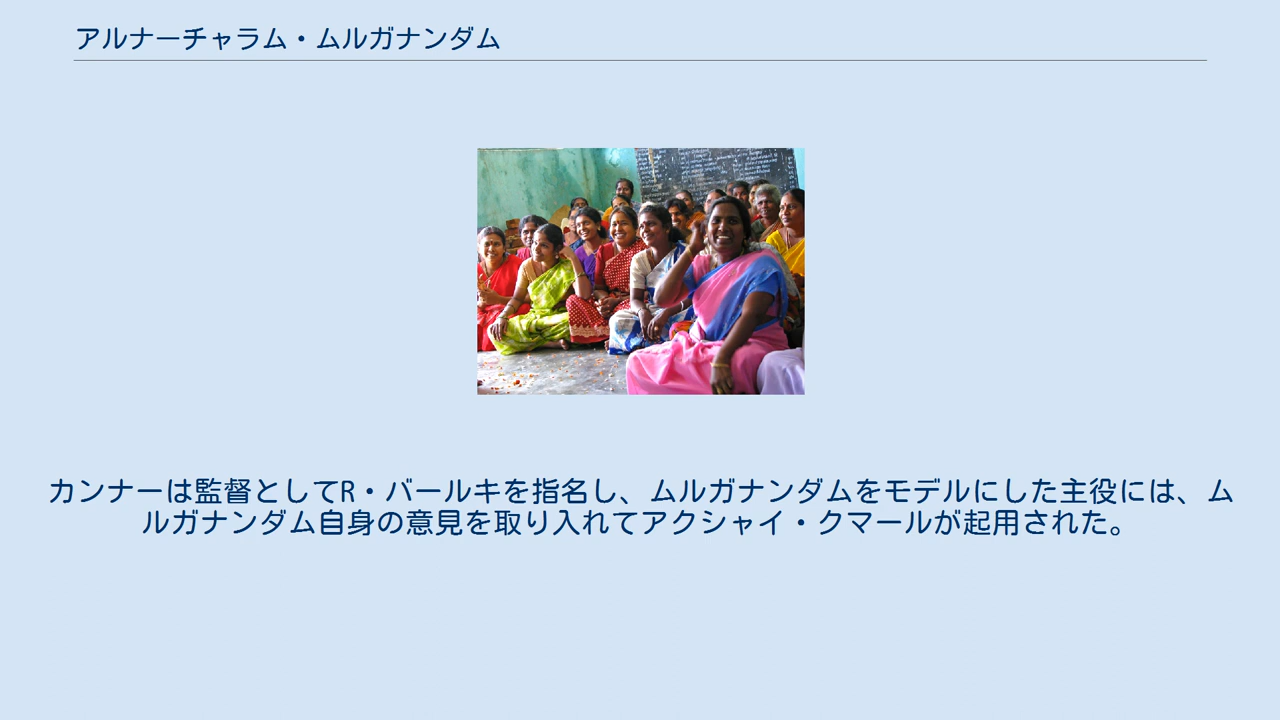 アルナーチャラム・ムルガナンダム
カンナーは監督としてR・バールキを指名し、ムルガナンダムをモデルにした主役には、ム
ルガナンダム自身の意見を取り入れてアクシャイ・クマールが起用された。